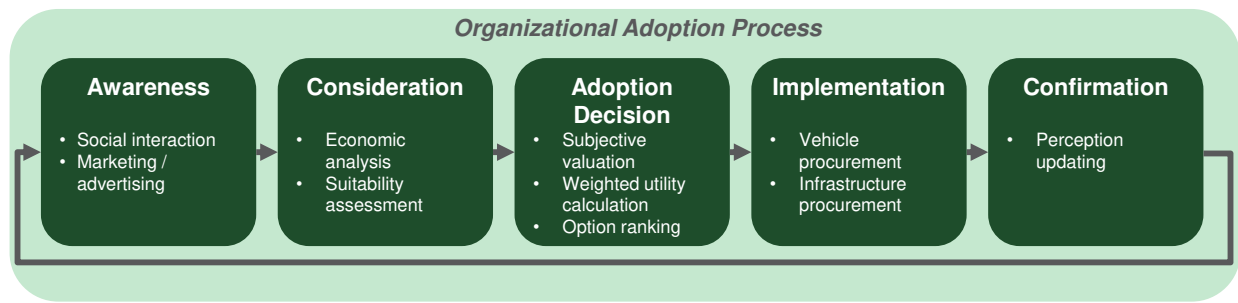 Organizational Adoption Process
Awareness
• Social interaction
• Marketing /
advertising
Consideration
• Economic
analysis
• Suitability
assessment
Adoption
Decision
• Subjective
valuation
• Weighted utility
calculation
• Option ranking
Implementation
• Vehicle
procurement
• Infrastructure
procurement
Confirmation
• Perception
updating